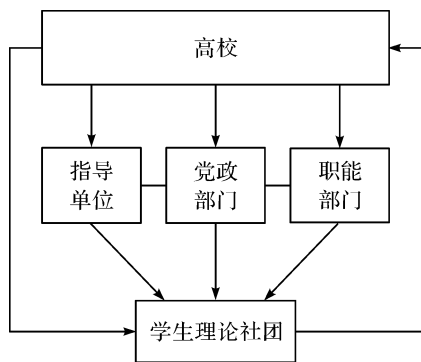 高校
指导
单位
党政
部门
职能
部门
学生理论社团